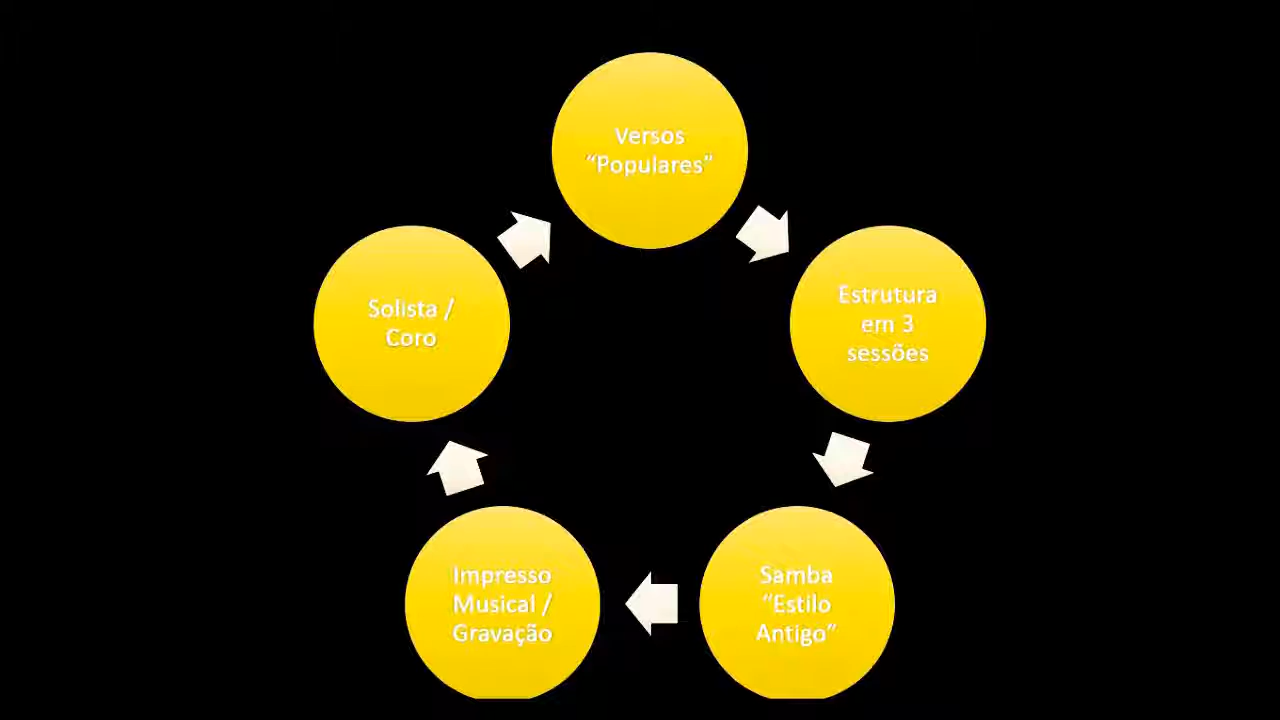 Versos
“Populares”
Estrutura
em 3
sessões
Samba
“Estilo
Antigo”
Impresso
Musical /
Gravação
Solista /
Coro